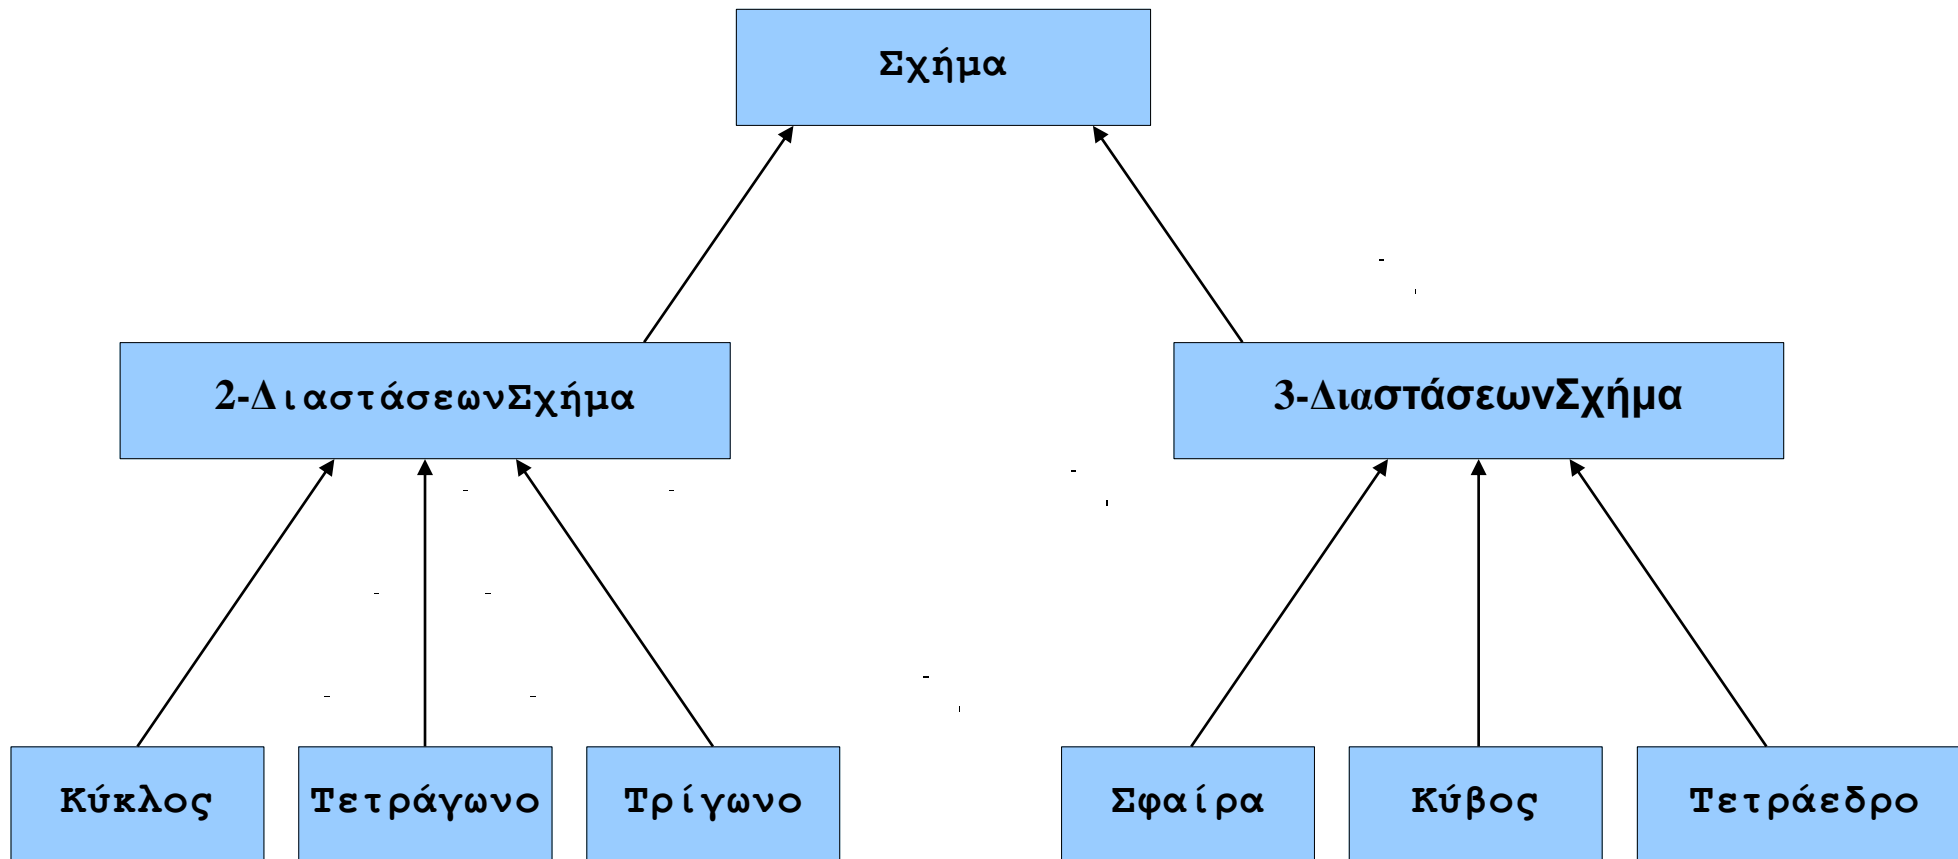 Σχήμα
2-ΔιαστάσεωνΣχήμα
3-ΔιαστάσεωνΣχήμα
Κύκλος
Τετράγωνο
Τρίγωνο
Σφαίρα
Κύβος
Τετράεδρο